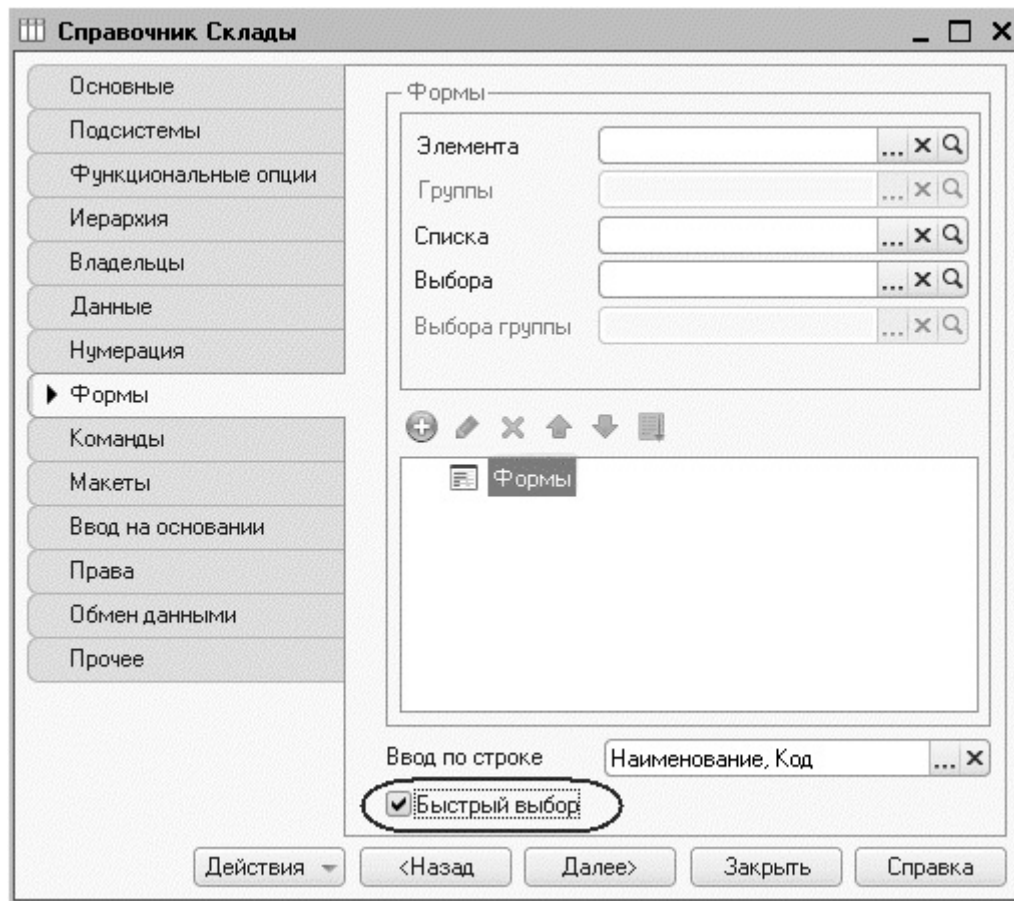 Справочник Склады
Основные
Подсистемы
Функциональные опции
Иерархия
Владельцы
Данные
Нумерация
Формы
Команды
Макеты
Ввод на основании
Права
Обмен данными
Прочее
Формы
Элемента
Группы
Списка
Выбора
Выбора группы
Формы
Ввод по строке Наименование, Код
Быстрый выбор
Действия <Назад Далее> Закрыть Справка